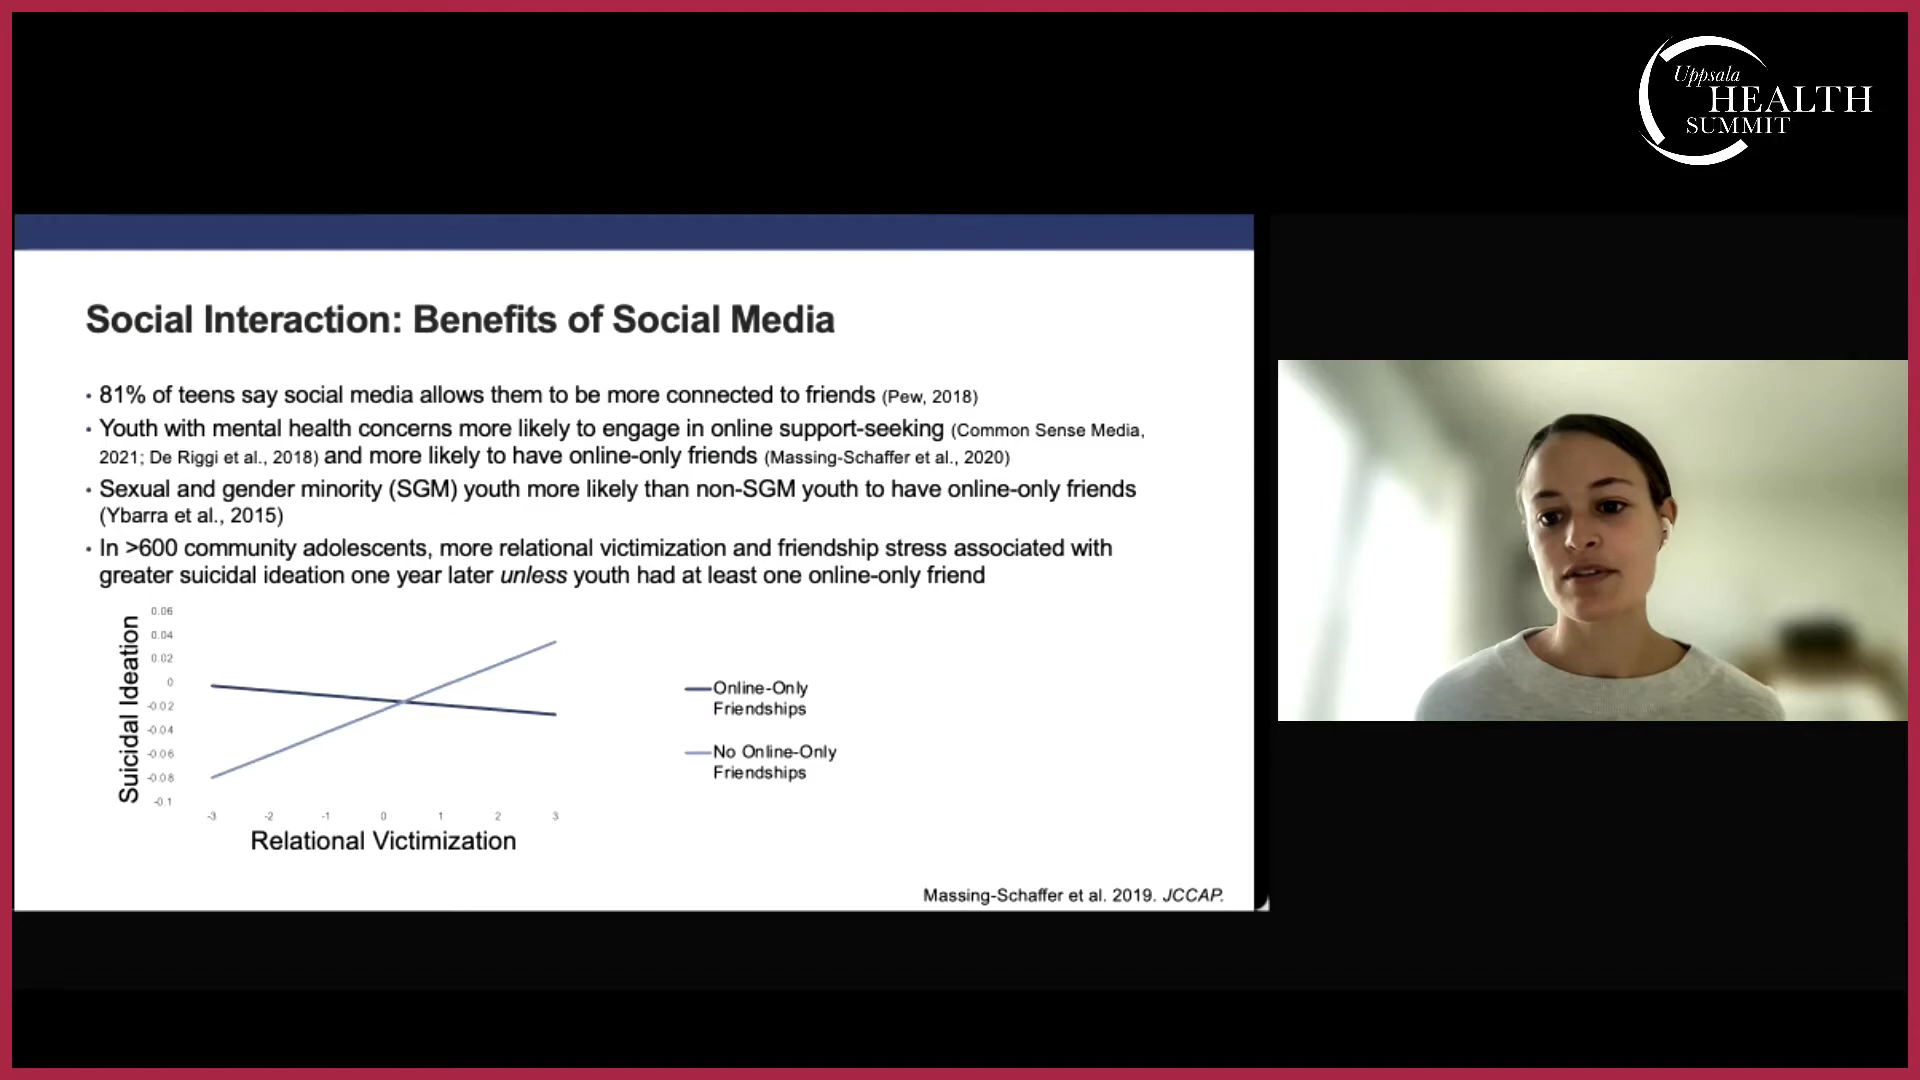 Uppsala
HEALTH
SUMMIT
Social Interaction: Benefits of Social Media
• 81% of teens say social media allows them to be more connected to friends (Pew, 2018)
• Youth with mental health concerns more likely to engage in online support-seeking (Common Sense Media,
2021; De Riggi et al., 2018) and more likely to have online-only friends (Massing-Schaffer et al., 2020)
• Sexual and gender minority (SGM) youth more likely than non-SGM youth to have online-only friends
(Ybarra et al., 2015)
• In >600 community adolescents, more relational victimization and friendship stress associated with
greater suicidal ideation one year later unless youth had at least one online-only friend
Suicidal Ideation
0.06
0.04
0.02
0
-0.02
-0.04
-0.06
-0.08
-0.1
-3 -2 -1 0 1 2 3
Relational Victimization
Online-Only
Friendships
No Online-Only
Friendships
Massing-Schaffer et al. 2019. JCCAP.